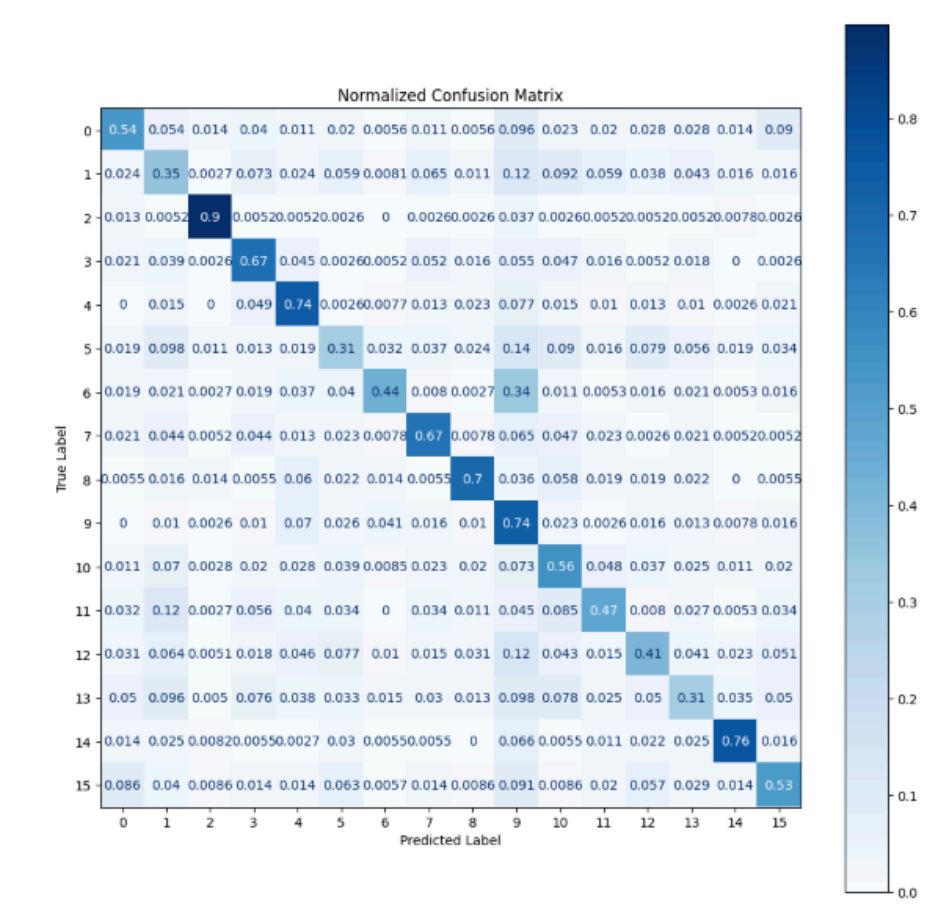 Normalized Confusion Matrix
0 0.54 0.054 0.014 0.04 0.011 0.02 0.0056 0.011 0.0056 0.096 0.023 0.02 0.028 0.028 0.014 0.09
1 0.024 0.35 0.0027 0.073 0.024 0.059 0.0081 0.065 0.011 0.12 0.092 0.059 0.038 0.043 0.016 0.016
2 0.013 0.0052 0.9 0.0052 0.0052 0.0026 0 0.0026 0.0026 0.037 0.0026 0.0052 0.0052 0.0052 0.0078 0.0026
3 0.021 0.039 0.0026 0.67 0.045 0.0026 0.0052 0.052 0.016 0.055 0.047 0.016 0.0052 0.018 0 0.0026
4 0 0.015 0 0.049 0.74 0.0026 0.0077 0.013 0.023 0.077 0.015 0.01 0.013 0.01 0.0026 0.021
5 0.019 0.098 0.011 0.013 0.019 0.31 0.032 0.037 0.024 0.14 0.09 0.016 0.079 0.056 0.019 0.034
6 0.019 0.021 0.0027 0.019 0.037 0.04 0.44 0.008 0.0027 0.34 0.011 0.0053 0.016 0.021 0.0053 0.016
7 0.021 0.044 0.0052 0.044 0.013 0.023 0.0078 0.67 0.0078 0.065 0.047 0.023 0.0026 0.021 0.0052 0.0052
8 0.0055 0.016 0.014 0.0055 0.06 0.022 0.014 0.0055 0.7 0.036 0.058 0.019 0.019 0.022 0 0.0055
9 0 0.01 0.0026 0.01 0.07 0.026 0.041 0.016 0.01 0.74 0.023 0.0026 0.016 0.013 0.0078 0.016
10 0.011 0.07 0.0028 0.02 0.028 0.039 0.0085 0.023 0.02 0.073 0.56 0.048 0.037 0.025 0.011 0.02
11 0.032 0.12 0.0027 0.056 0.04 0.034 0 0.034 0.011 0.045 0.085 0.47 0.008 0.027 0.0053 0.034
12 0.031 0.064 0.0051 0.018 0.046 0.077 0.01 0.015 0.031 0.12 0.043 0.015 0.41 0.041 0.023 0.051
13 0.05 0.096 0.005 0.076 0.038 0.033 0.015 0.03 0.013 0.098 0.078 0.025 0.05 0.31 0.035 0.05
14 0.014 0.025 0.0082 0.0055 0.0027 0.03 0.0055 0.0055 0 0.066 0.0055 0.011 0.022 0.025 0.76 0.016
15 0.086 0.04 0.0086 0.014 0.014 0.063 0.0057 0.014 0.0086 0.091 0.0086 0.02 0.057 0.029 0.014 0.53
0 1 2 3 4 5 6 7 8 9 10 11 12 13 14 15
Predicted Label
True Label
0.8
0.7
0.6
0.5
0.4
0.3
0.2
0.1
0.0